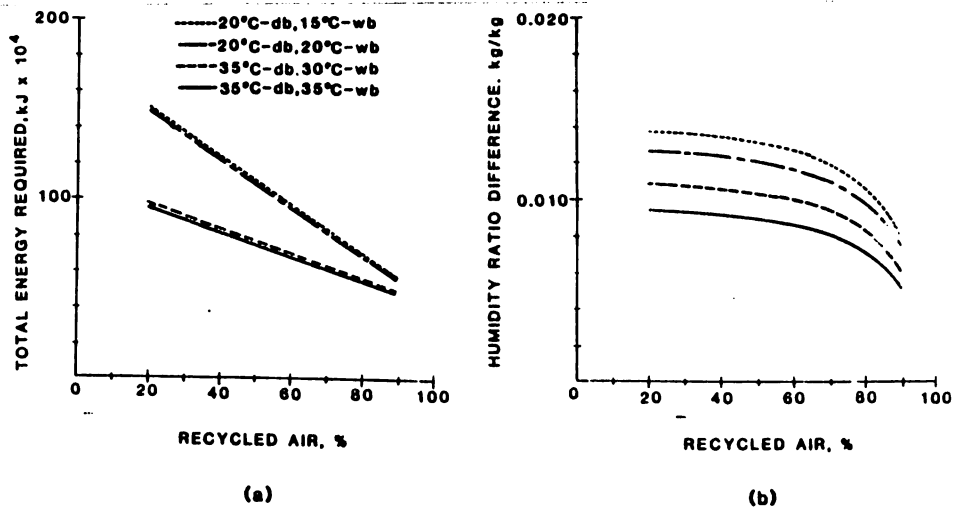 TOTAL ENERGY REQUIRED, kJ x 10⁴
200
100
0
0 20 40 60 80 100
20°C-db, 15°C-wb
20°C-db, 20°C-wb
35°C-db, 30°C-wb
35°C-db, 35°C-wb
RECYCLED AIR, %
(a)
HUMIDITY RATIO DIFFERENCE. kg/kg
0.020
0.010
0
0 20 40 60 80 100
RECYCLED AIR, %
(b)